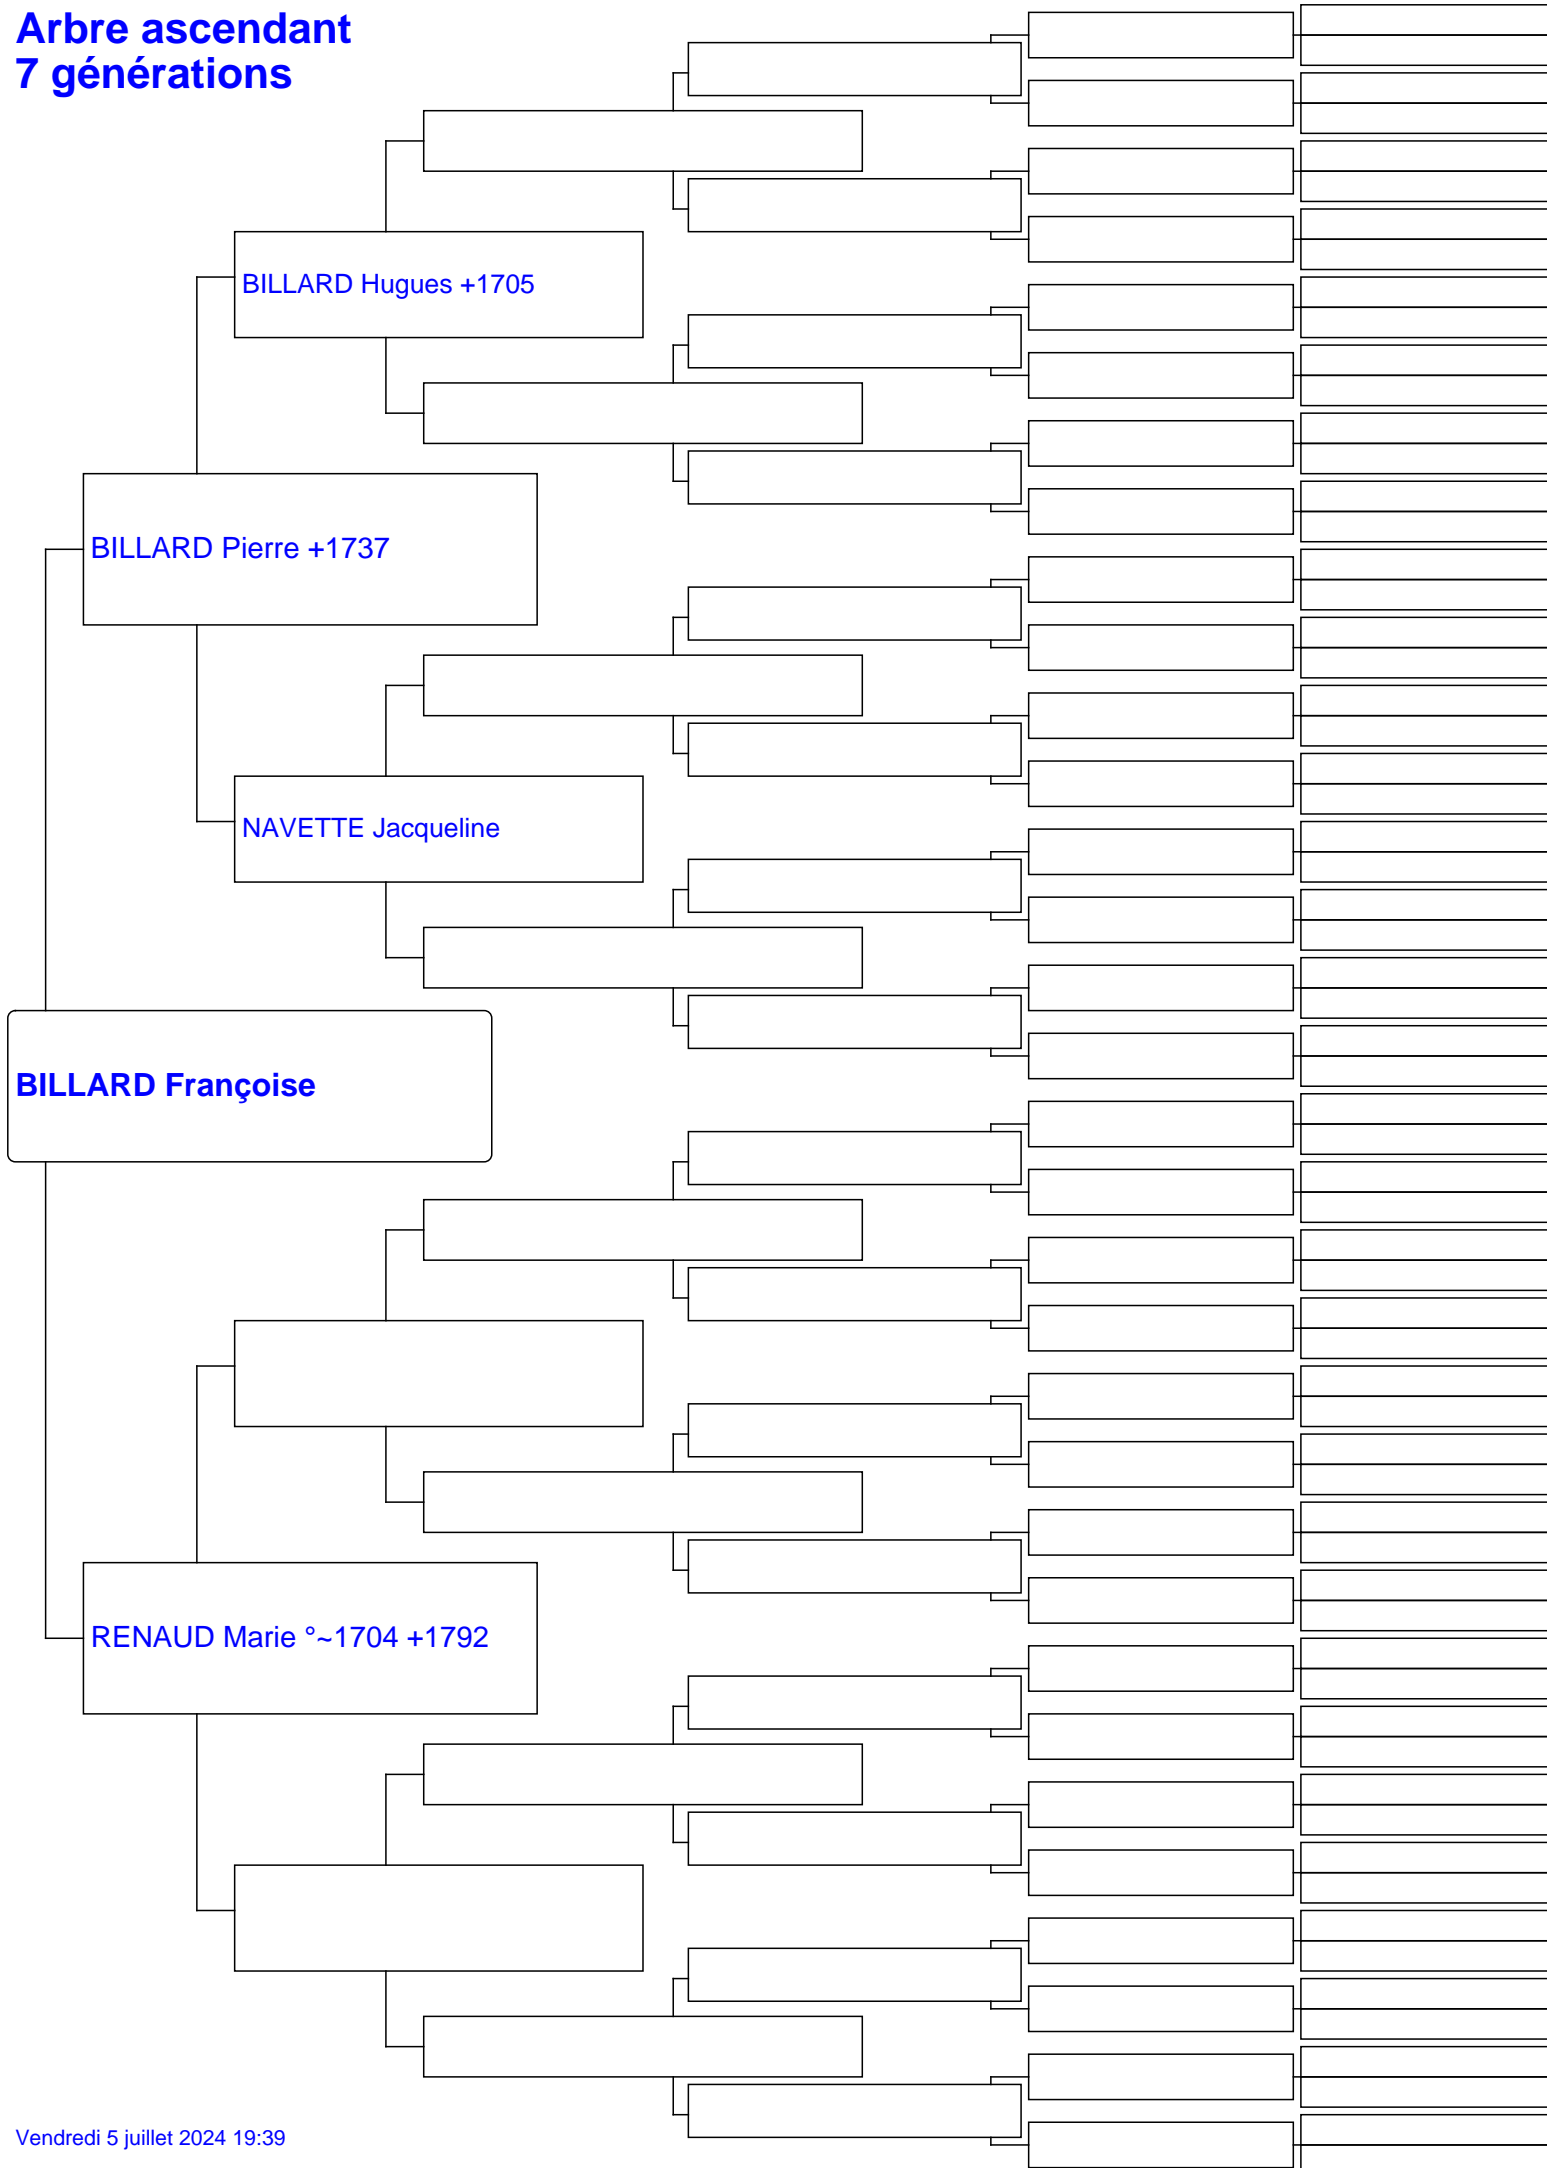 Arbre ascendant
7 générations
BILLARD Hugues +1705
BILLARD Pierre +1737
NAVETTE Jacqueline
BILLARD Françoise
RENAUD Marie °~1704 +1792
Vendredi 5 juillet 2024 19:39